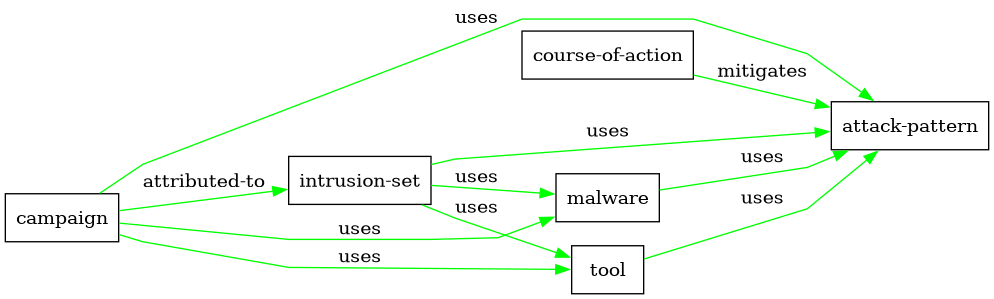 uses
course-of-action
mitigates
attack-pattern
uses
uses
attributed-to
intrusion-set
uses
malware
uses
uses
campaign
uses
uses
tool